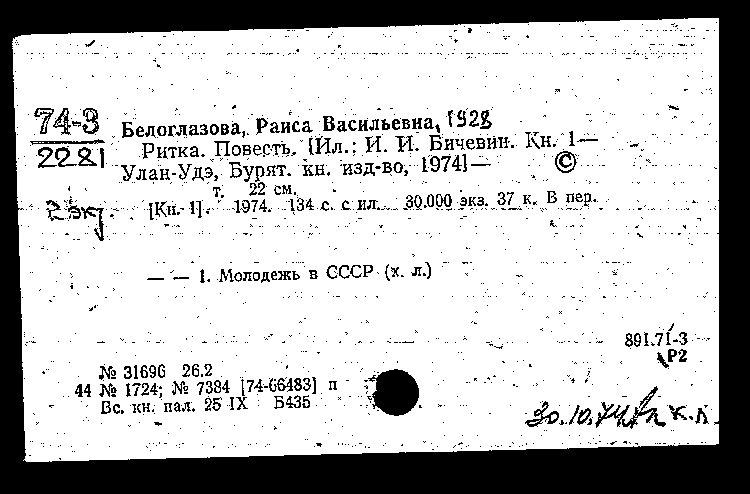 74-3
2221
Белоглазова, Раиса Васильевна, 1928
Ритка. Повесть. [Ил.: И. И. Бичевин. Кн. 1—
Улан-Удэ, Бурят. кн. изд-во, 1974]— ©
т. 22 см.
2 экз. [Кн. 1]. 1974. 134 с. с ил. 30.000 экз. 37 к. В пер.
— — 1. Молодежь в СССР (х. л.)
891.71-3
Р2
№ 31696 26.2
44 № 1724; № 7384 [74-66483] п
Вс. кн. пал. 25 IX Б435
30.10.74 к.л.